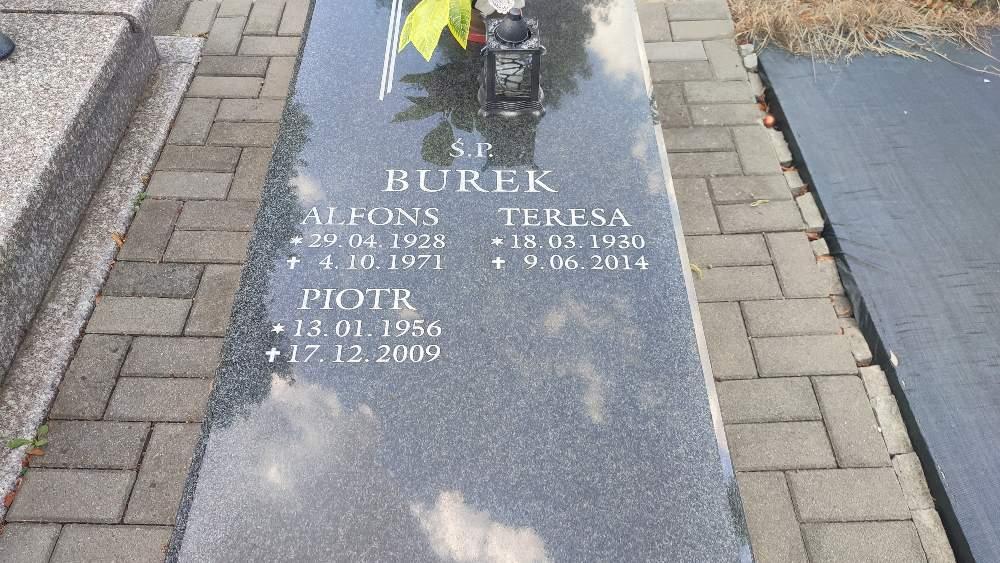 Ś.P.
BUREK
ALFONS
* 29.04.1928
✝ 4.10.1971
TERESA
* 18.03.1930
✝ 9.06.2014
PIOTR
* 13.01.1956
✝ 17.12.2009